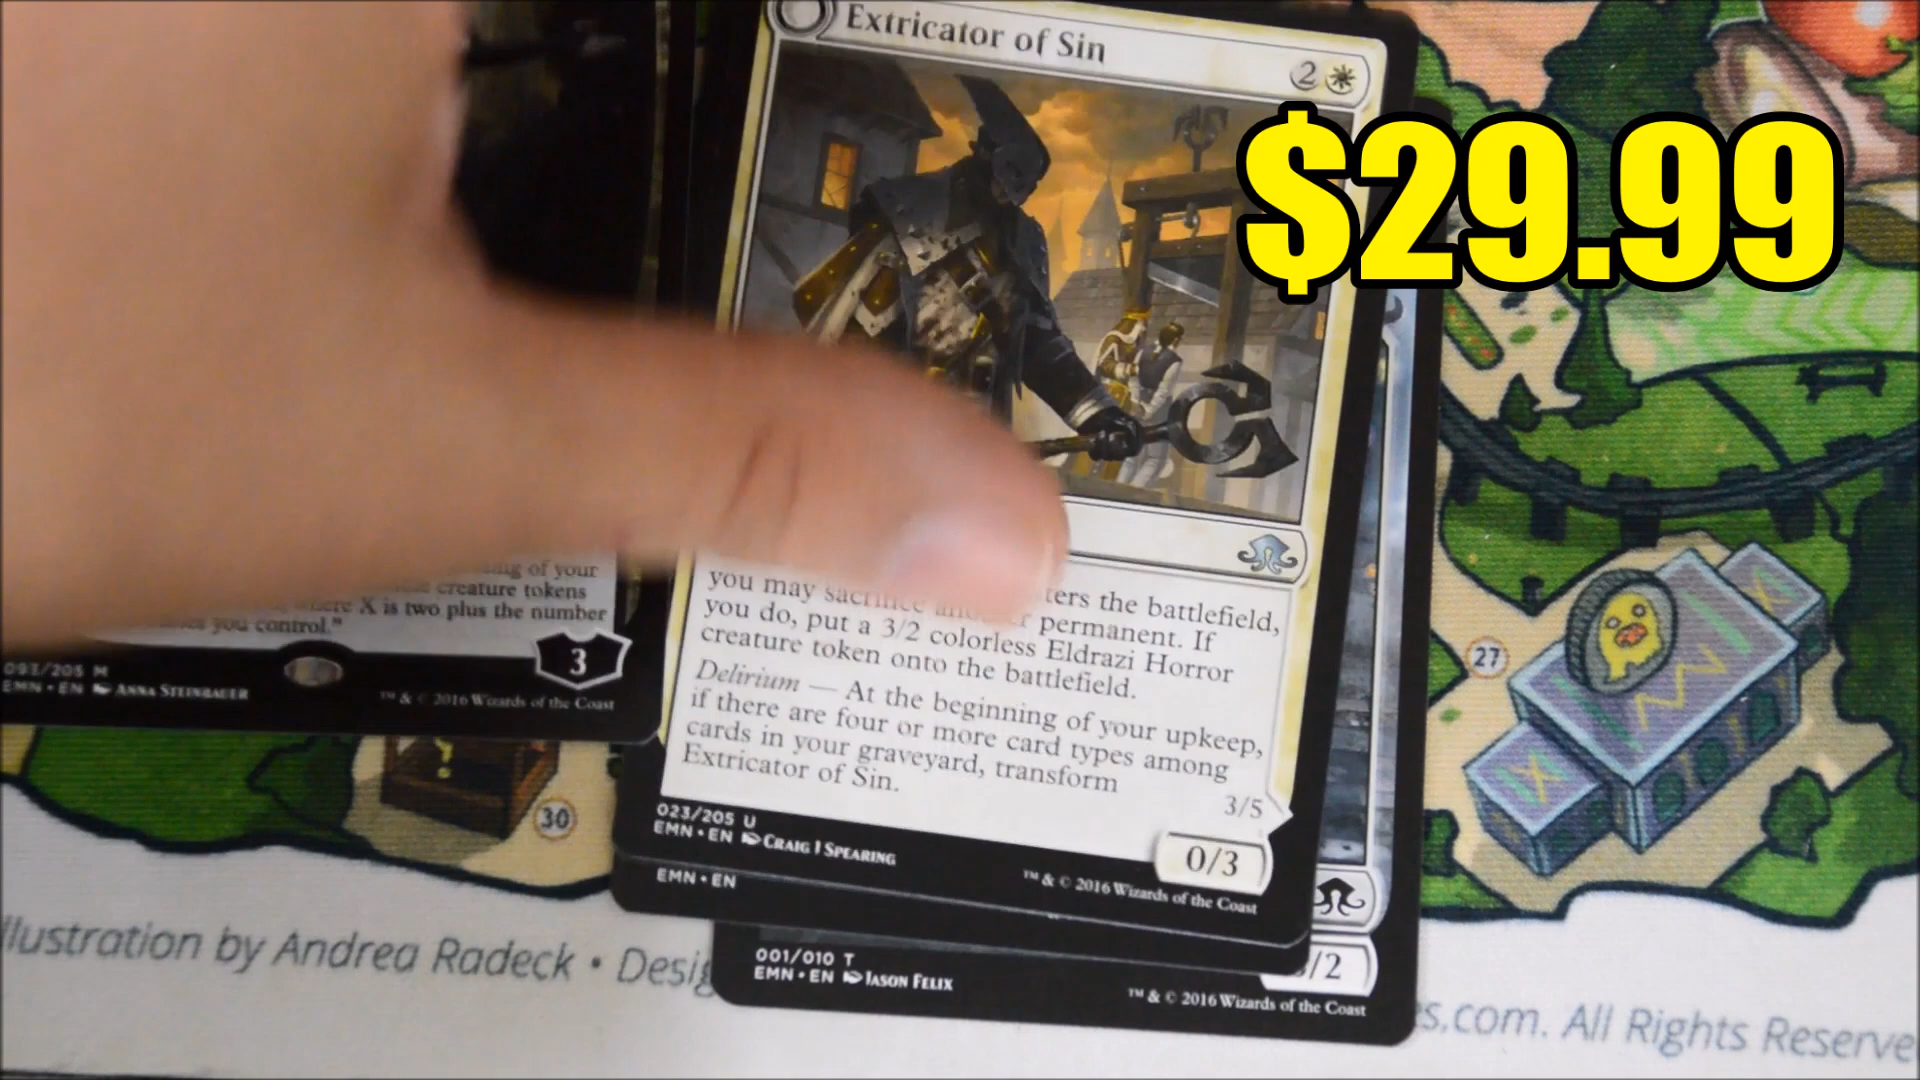 Extricator of Sin
2
$29.99
ters the battlefield,
you may sacrifice another permanent. If
you do, put a 3/2 colorless Eldrazi Horror
creature token onto the battlefield.
Delirium — At the beginning of your upkeep,
if there are four or more card types among
cards in your graveyard, transform
Extricator of Sin.
3/5
0/3
023/205 U
EMN • EN CRAIG J SPEARING
™ & © 2016 Wizards of the Coast
EMN • EN
001/010 T
EMN • EN JASON FELIX
/2
™ & © 2016 Wizards of the Coast
of your
creature tokens
where X is two plus the number
you control."
3
093/205 M
EMN • EN ANNA STEINBAUER
™ & © 2016 Wizards of the Coast
27
30
llustration by Andrea Radeck • Desig
s.com. All Rights Reserve